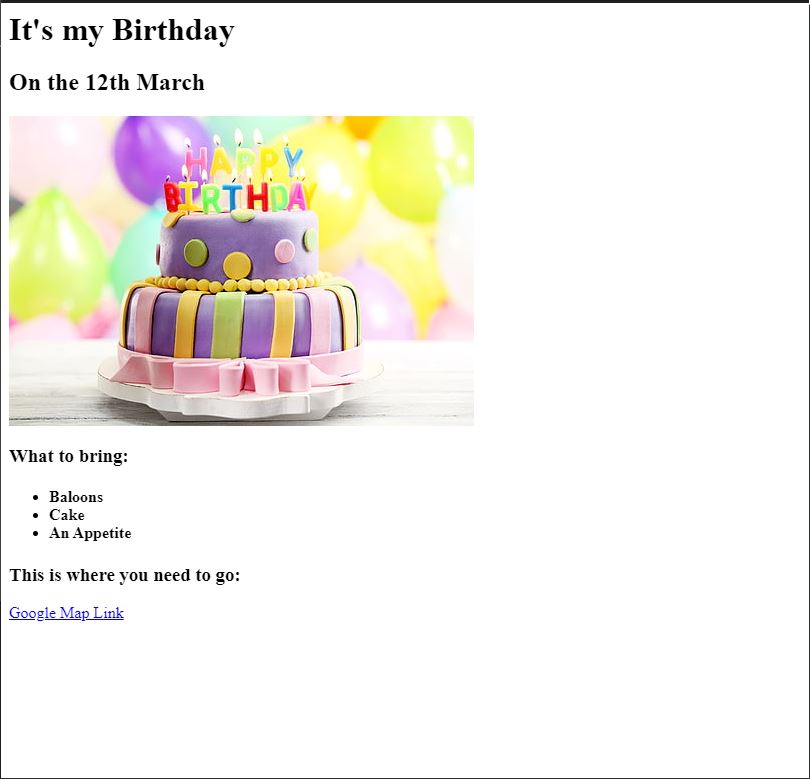 It's my Birthday
On the 12th March
HAPPY
BIRTHDAY
What to bring:
Baloons
Cake
An Appetite
This is where you need to go:
Google Map Link